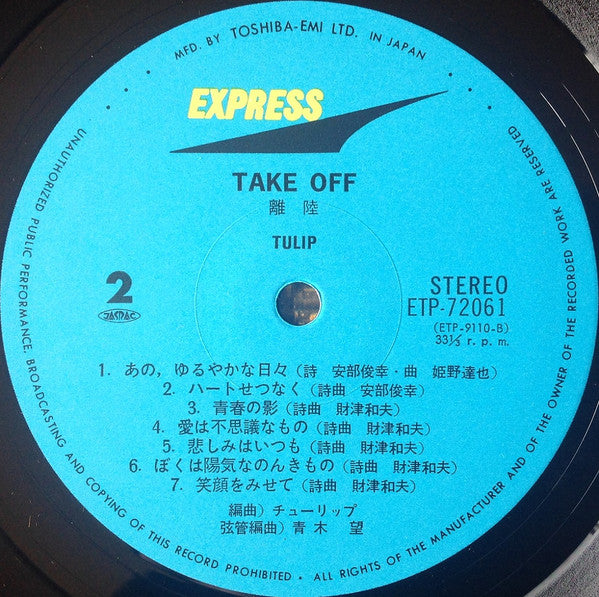 MFD. BY TOSHIBA-EMI LTD. IN JAPAN
EXPRESS
TAKE OFF
離陸
TULIP
2
JASRAC
STEREO
ETP-72061
(ETP-9110-B)
33⅓ r. p. m.
1. あの，ゆるやかな日々（詩 安部俊幸・曲 姫野達也）
2. ハートせつなく（詩曲 安部俊幸）
3. 青春の影（詩曲 財津和夫）
4. 愛は不思議なもの（詩曲 財津和夫）
5. 悲しみはいつも（詩曲 財津和夫）
6. ぼくは陽気なのんきもの（詩曲 財津和夫）
7. 笑顔をみせて（詩曲 財津和夫）
編曲）チューリップ
弦管編曲）青木 望
UNAUTHORIZED PUBLIC PERFORMANCE, BROADCASTING AND COPYING OF THIS RECORD PROHIBITED • ALL RIGHTS OF THE MANUFACTURER AND OF THE OWNER OF THE RECORDED WORK ARE RESERVED